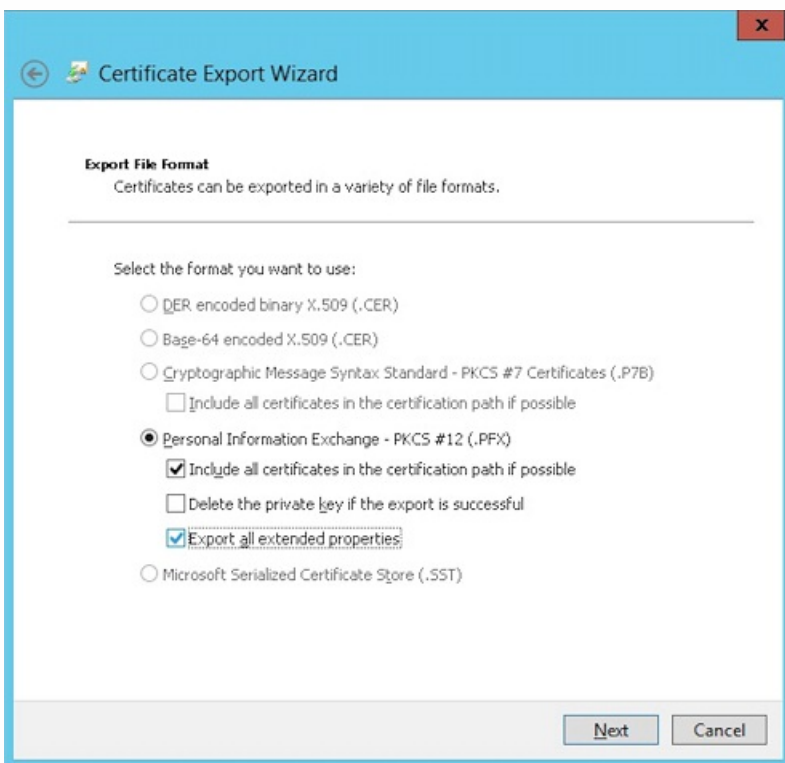 x
Certificate Export Wizard
Export File Format
Certificates can be exported in a variety of file formats.
Select the format you want to use:
DER encoded binary X.509 (.CER)
Base-64 encoded X.509 (.CER)
Cryptographic Message Syntax Standard - PKCS #7 Certificates (.P7B)
Include all certificates in the certification path if possible
Personal Information Exchange - PKCS #12 (.PFX)
Include all certificates in the certification path if possible
Delete the private key if the export is successful
Export all extended properties
Microsoft Serialized Certificate Store (.SST)
Next Cancel